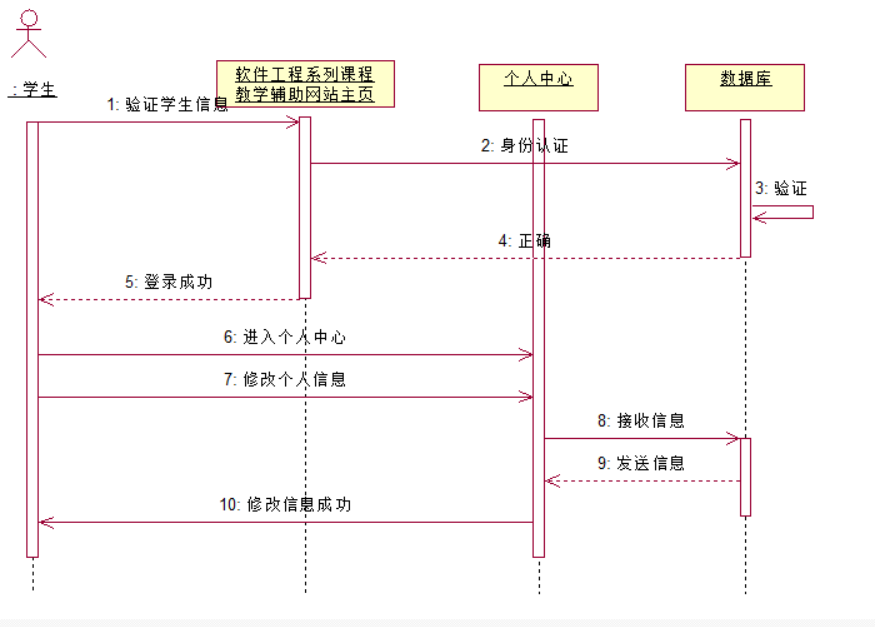 : 学生
软件工程系列课程
教学辅助网站主页
个人中心
数据库
1: 验证学生信息
2: 身份认证
3: 验证
4: 正确
5: 登录成功
6: 进入个人中心
7: 修改个人信息
8: 接收信息
9: 发送信息
10: 修改信息成功